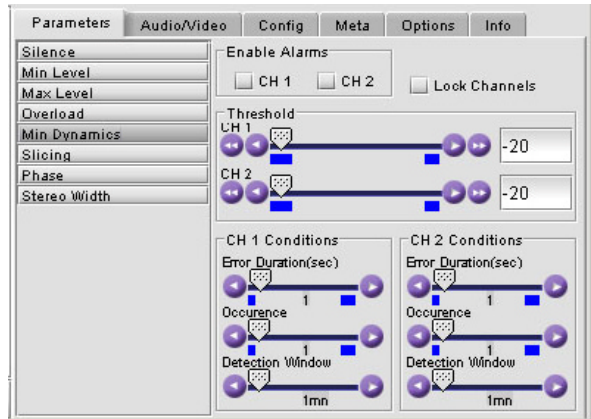 Parameters Audio/Video Config Meta Options Info
Silence
Min Level
Max Level
Overload
Min Dynamics
Slicing
Phase
Stereo Width
Enable Alarms
CH 1 CH 2
Lock Channels
Threshold
CH 1
-20
CH 2
-20
CH 1 Conditions
Error Duration(sec)
1
Occurence
1
Detection Window
1mn
CH 2 Conditions
Error Duration(sec)
1
Occurence
1
Detection Window
1mn